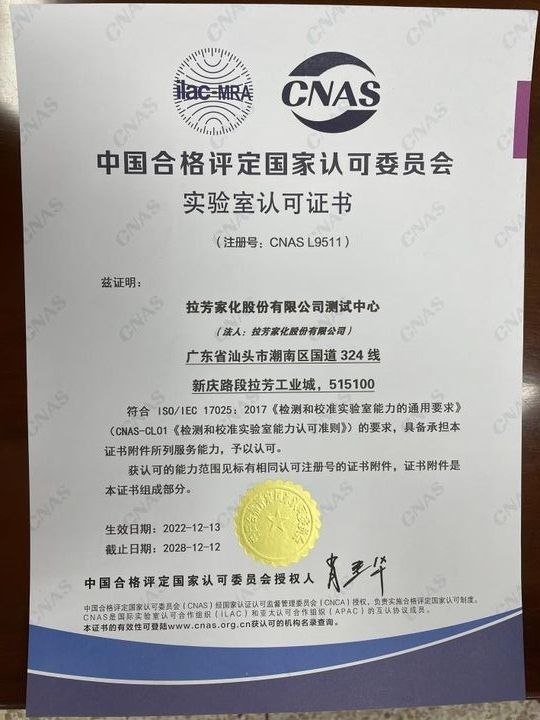 ilac-MRA
CNAS
中国合格评定国家认可委员会
实验室认可证书
（注册号：CNAS L9511）
兹证明：
拉芳家化股份有限公司测试中心
（法人：拉芳家化股份有限公司）
广东省汕头市潮南区国道 324 线
新庆路段拉芳工业城，515100
符合 ISO/IEC 17025：2017《检测和校准实验室能力的通用要求》
（CNAS-CL01《检测和校准实验室能力认可准则》）的要求，具备承担本
证书附件所列服务能力，予以认可。
获认可的能力范围见标有相同认可注册号的证书附件，证书附件是
本证书组成部分。
生效日期：2022-12-13
截止日期：2028-12-12
中国合格评定国家认可委员会授权人
中国合格评定国家认可委员会（CNAS）经国家认证认可监督管理委员会（CNCA）授权，负责实施合格评定国家认可制度。
CNAS是国际实验室认可合作组织（ILAC）和亚太认可合作组织（APAC）的互认协议成员。
本证书的有效性可登陆www.cnas.org.cn获认可的机构名录查询。